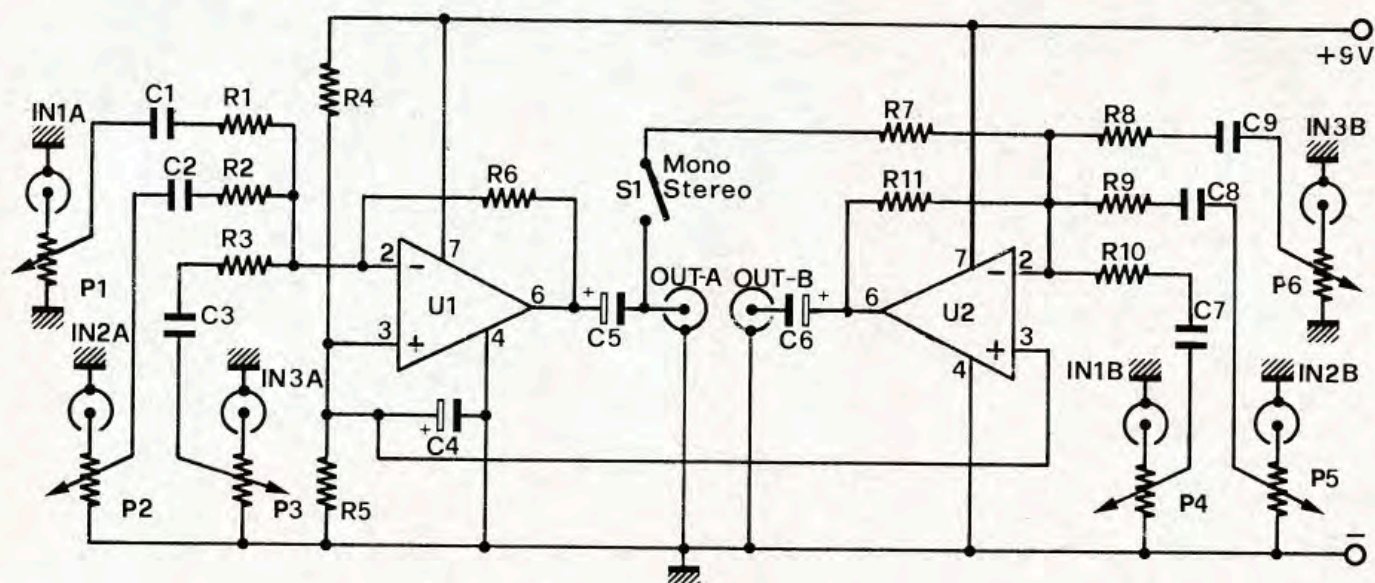 +9V
IN1A
C1
R1
R4
C2
R2
R3
P1
IN2A
C3
IN3A
P2
P3
R5
2
−
7
3
+
U1
6
4
R6
C5
+
C4
+
S1
Mono
Stereo
OUT-A
OUT-B
C6
+
R7
R11
6
7
−
2
U2
+
3
4
R8
C9
IN3B
R9
C8
R10
C7
P6
IN1B
IN2B
P4
P5
−